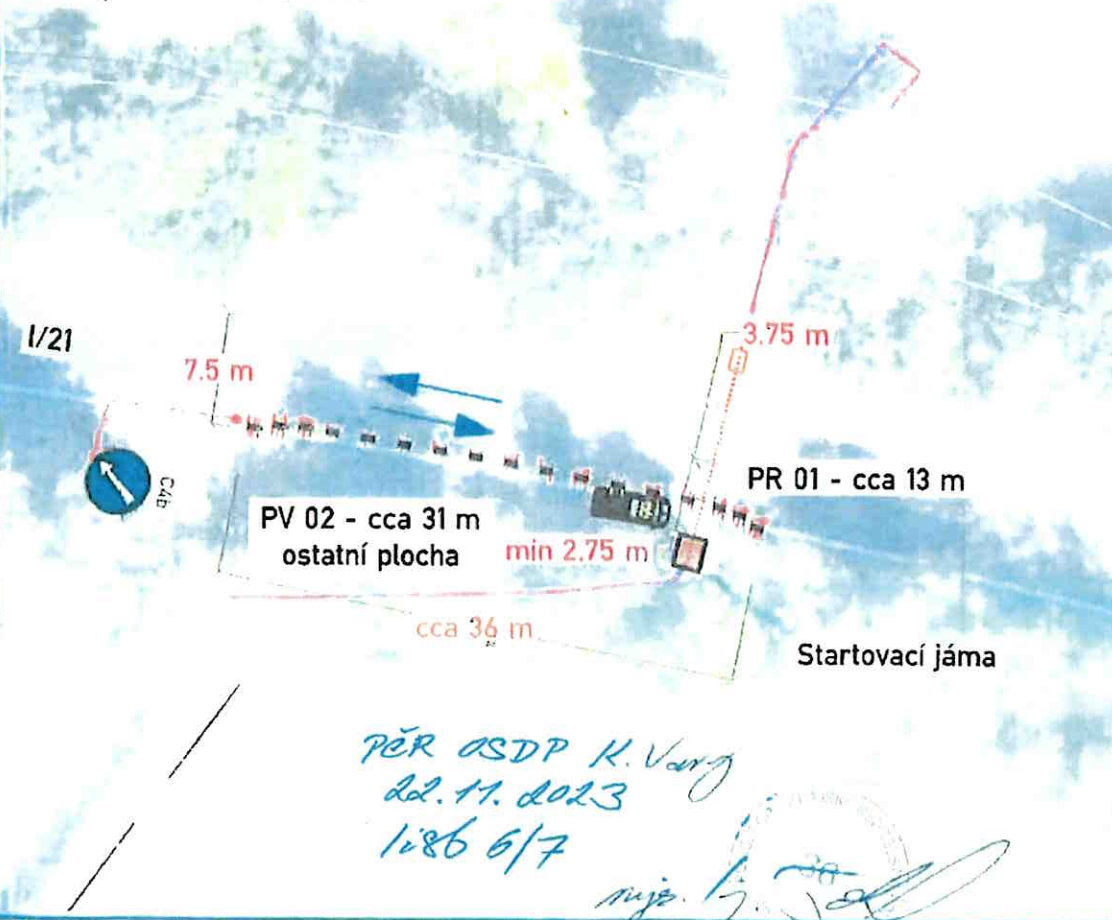 I/21
7.5 m
3.75 m
C4b
PR 01 - cca 13 m
PV 02 - cca 31 m
ostatní plocha
min 2.75 m
cca 36 m
Startovací jáma
PČR OSDP K. Vary
22.11.2023
list 6/7